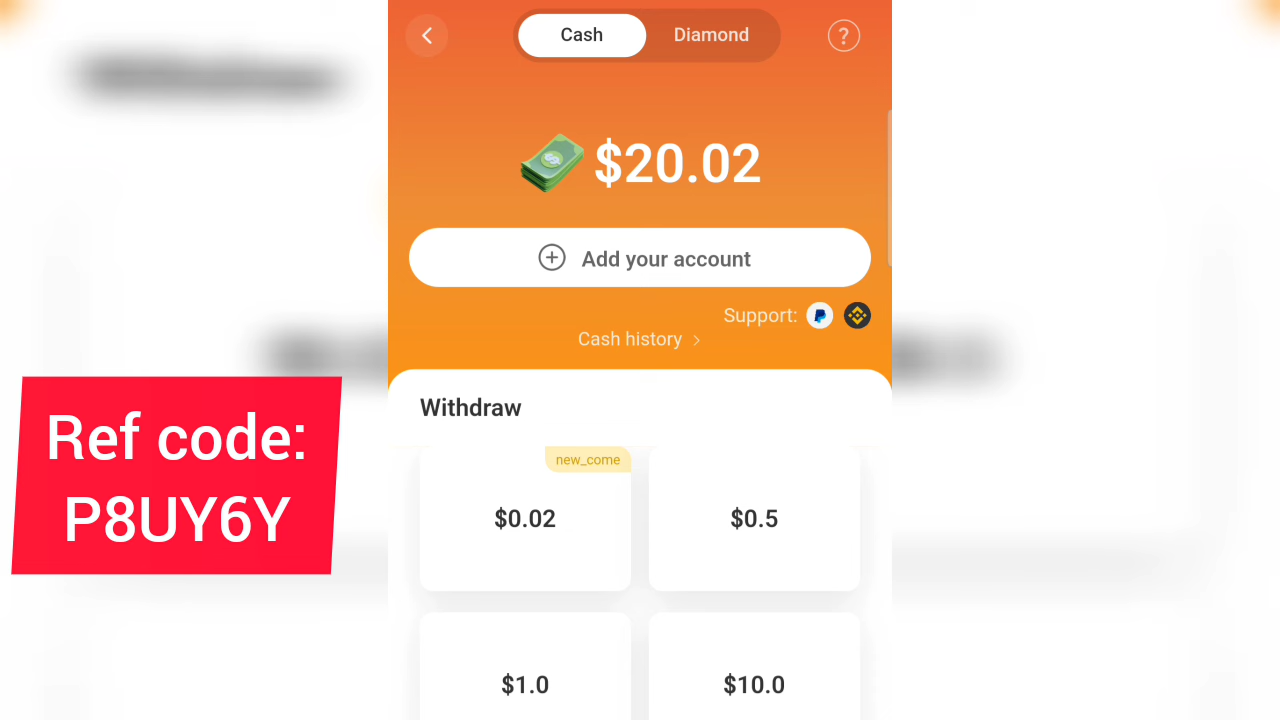 Cash
Diamond
?
$20.02
Add your account
Support:
Cash history
Withdraw
new_come
$0.02
$0.5
$1.0
$10.0
Ref code:
P8UY6Y